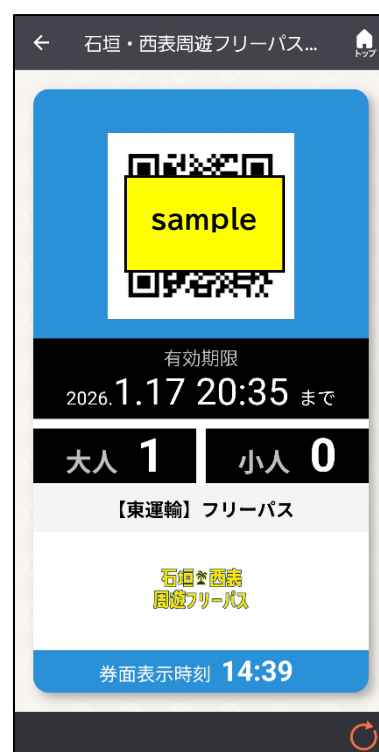 石垣・西表周遊フリーパス...
トップ
sample
有効期限
2026.1.17 20:35 まで
大人 1
小人 0
【東運輸】フリーパス
石垣西表
周遊フリーパス
券面表示時刻 14:39